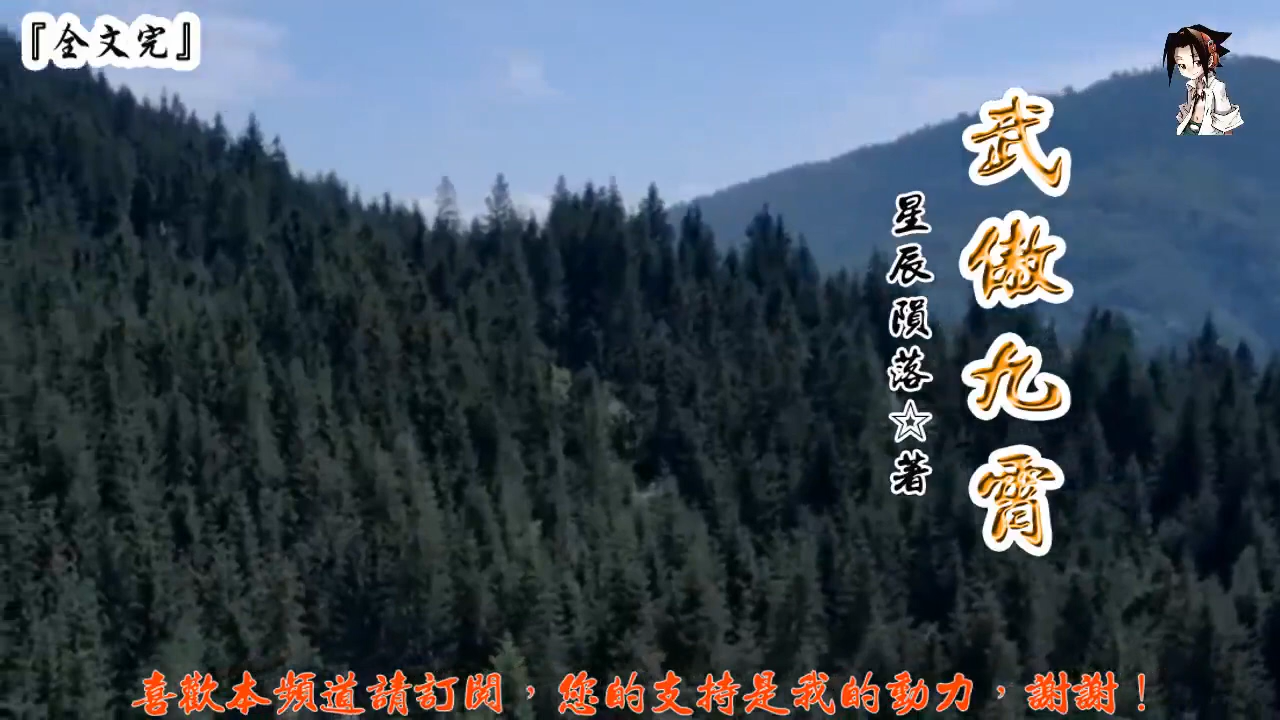 『全文完』
武傲九霄
星辰隕落☆著
喜歡本頻道請訂閱，您的支持是我的動力，謝謝！